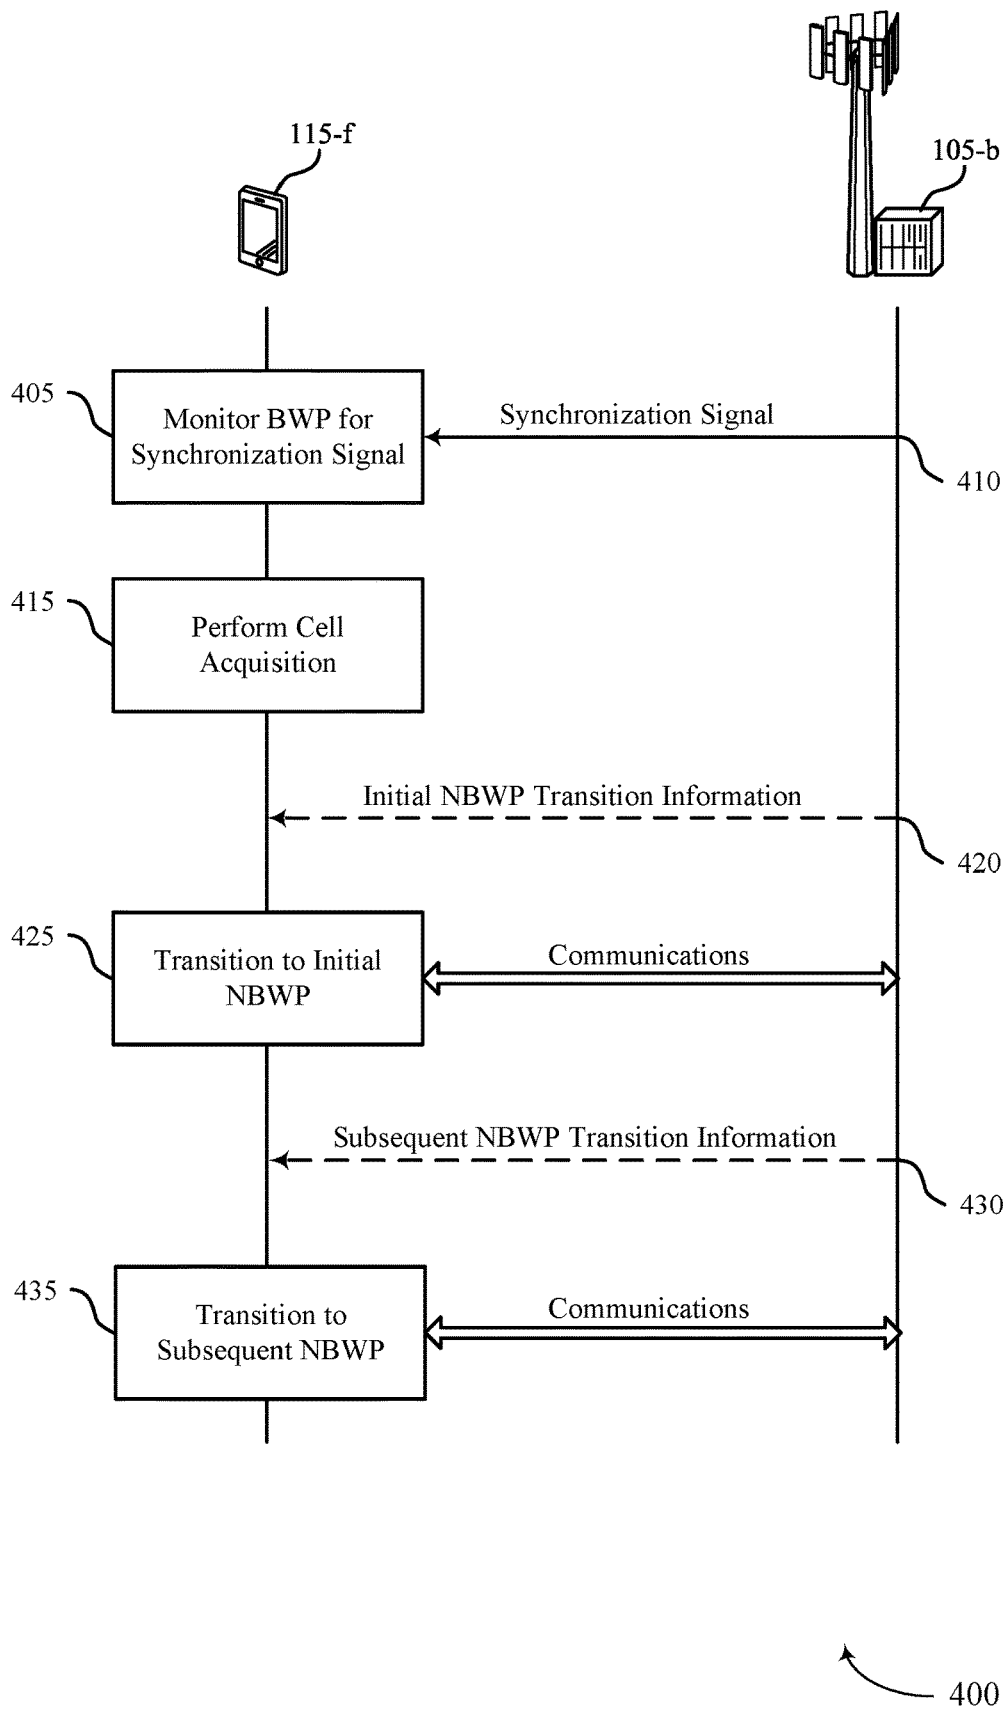 115-f
105-b
405
Monitor BWP for
Synchronization Signal
Synchronization Signal
410
415
Perform Cell
Acquisition
Initial NBWP Transition Information
420
425
Transition to Initial
NBWP
Communications
Subsequent NBWP Transition Information
430
435
Transition to
Subsequent NBWP
Communications
400